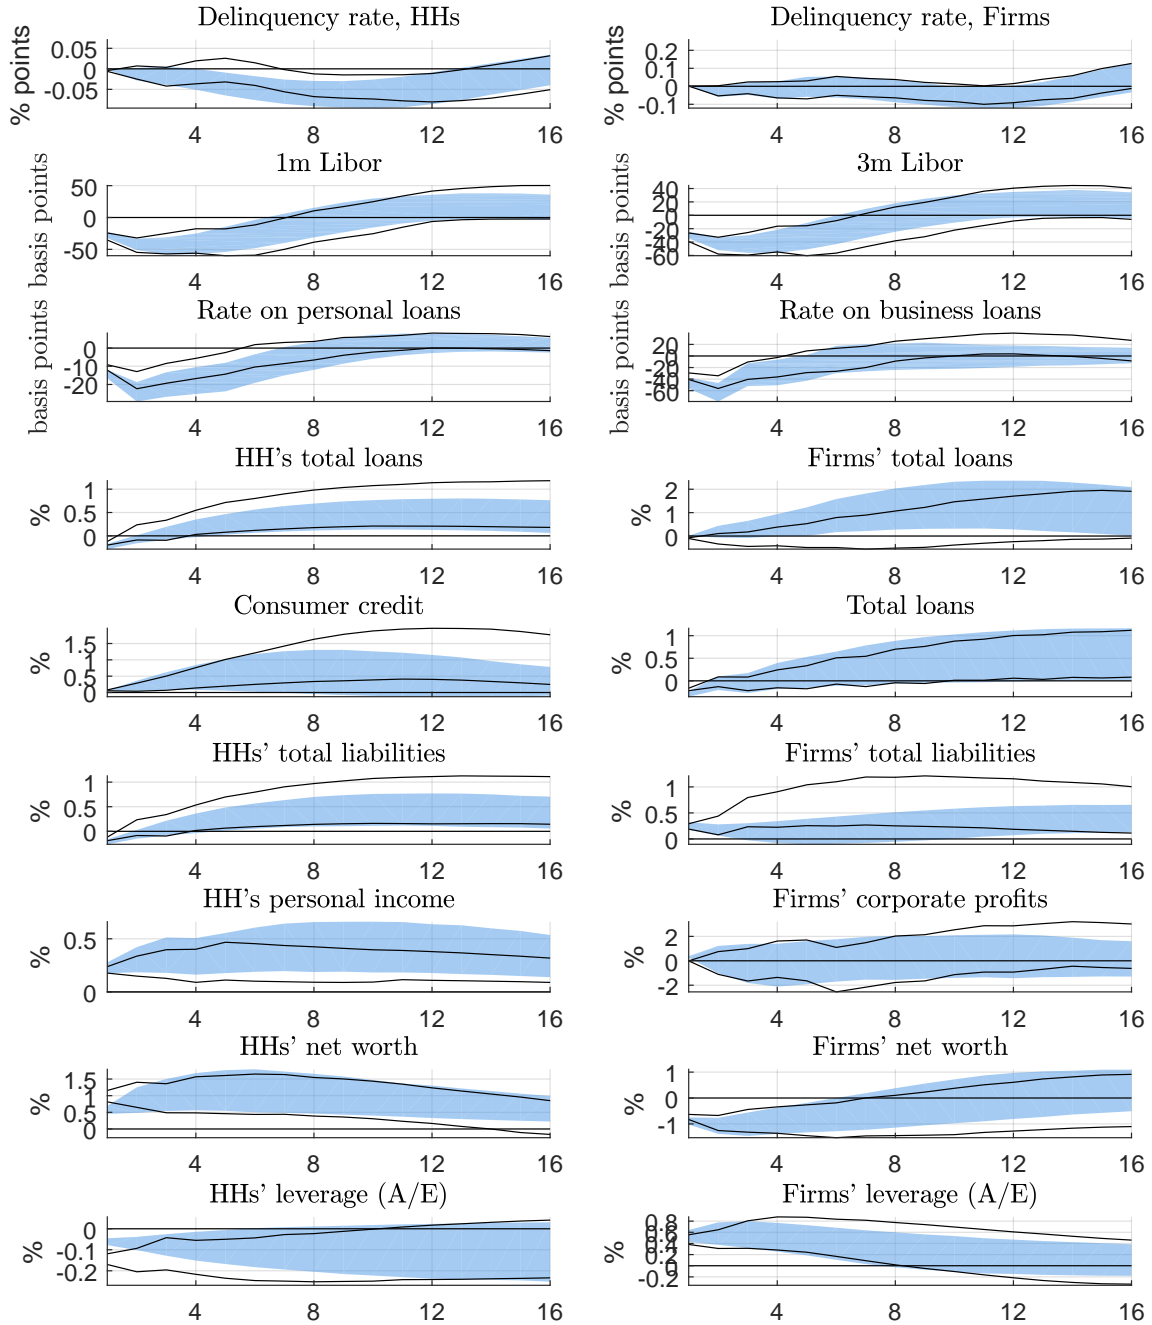 Delinquency rate, HHs
% points
0.05
0
-0.05
4 8 12 16
Delinquency rate, Firms
% points
0.2
0.1
0
-0.1
4 8 12 16
1m Libor
basis points
50
0
-50
4 8 12 16
3m Libor
basis points
40
20
0
-20
-40
-60
4 8 12 16
Rate on personal loans
basis points
0
-10
-20
4 8 12 16
Rate on business loans
basis points
20
0
-20
-40
-60
4 8 12 16
HH's total loans
%
1
0.5
0
4 8 12 16
Firms' total loans
%
2
1
0
4 8 12 16
Consumer credit
%
1.5
1
0.5
0
4 8 12 16
Total loans
%
1
0.5
0
4 8 12 16
HHs' total liabilities
%
1
0.5
0
4 8 12 16
Firms' total liabilities
%
1
0.5
0
4 8 12 16
HH's personal income
%
0.5
0
4 8 12 16
Firms' corporate profits
%
2
0
-2
4 8 12 16
HHs' net worth
%
1.5
1
0.5
0
4 8 12 16
Firms' net worth
%
1
0
-1
4 8 12 16
HHs' leverage (A/E)
%
0
-0.1
-0.2
4 8 12 16
Firms' leverage (A/E)
%
0.8
0.6
0.4
0.2
0
-0.2
4 8 12 16